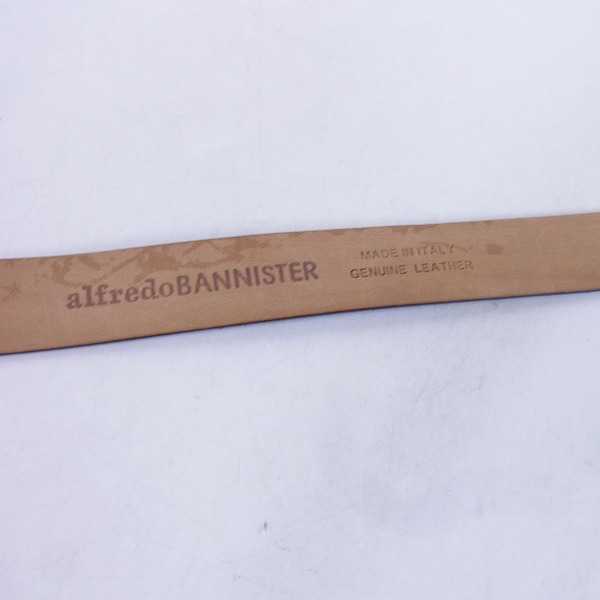 alfredoBANNISTER
MADE IN ITALY
GENUINE LEATHER